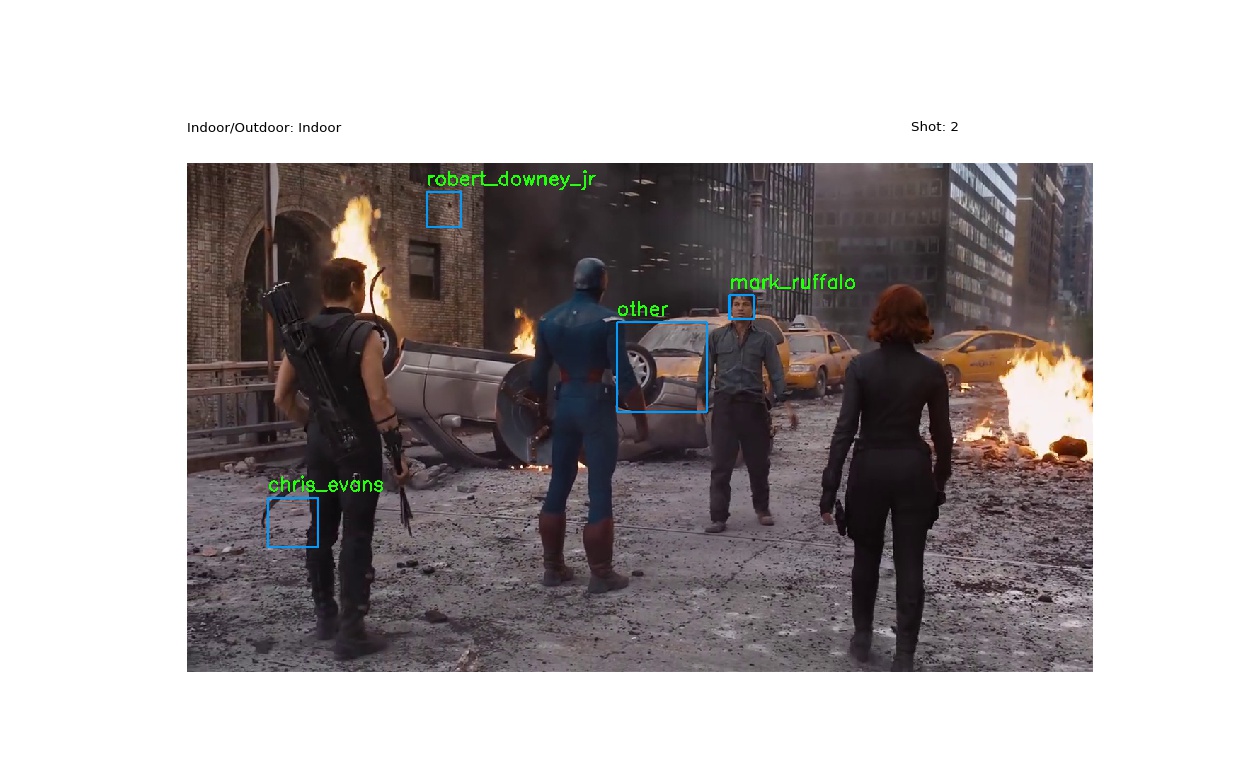 Indoor/Outdoor: Indoor
Shot: 2
robert_downey_jr
mark_ruffalo
other
chris_evans